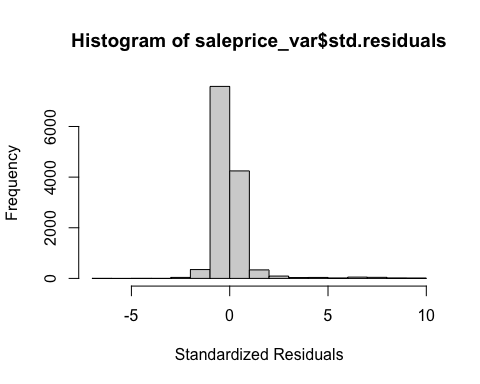 Histogram of saleprice_var$std.residuals
Frequency
6000
4000
2000
0
-5 0 5 10
Standardized Residuals